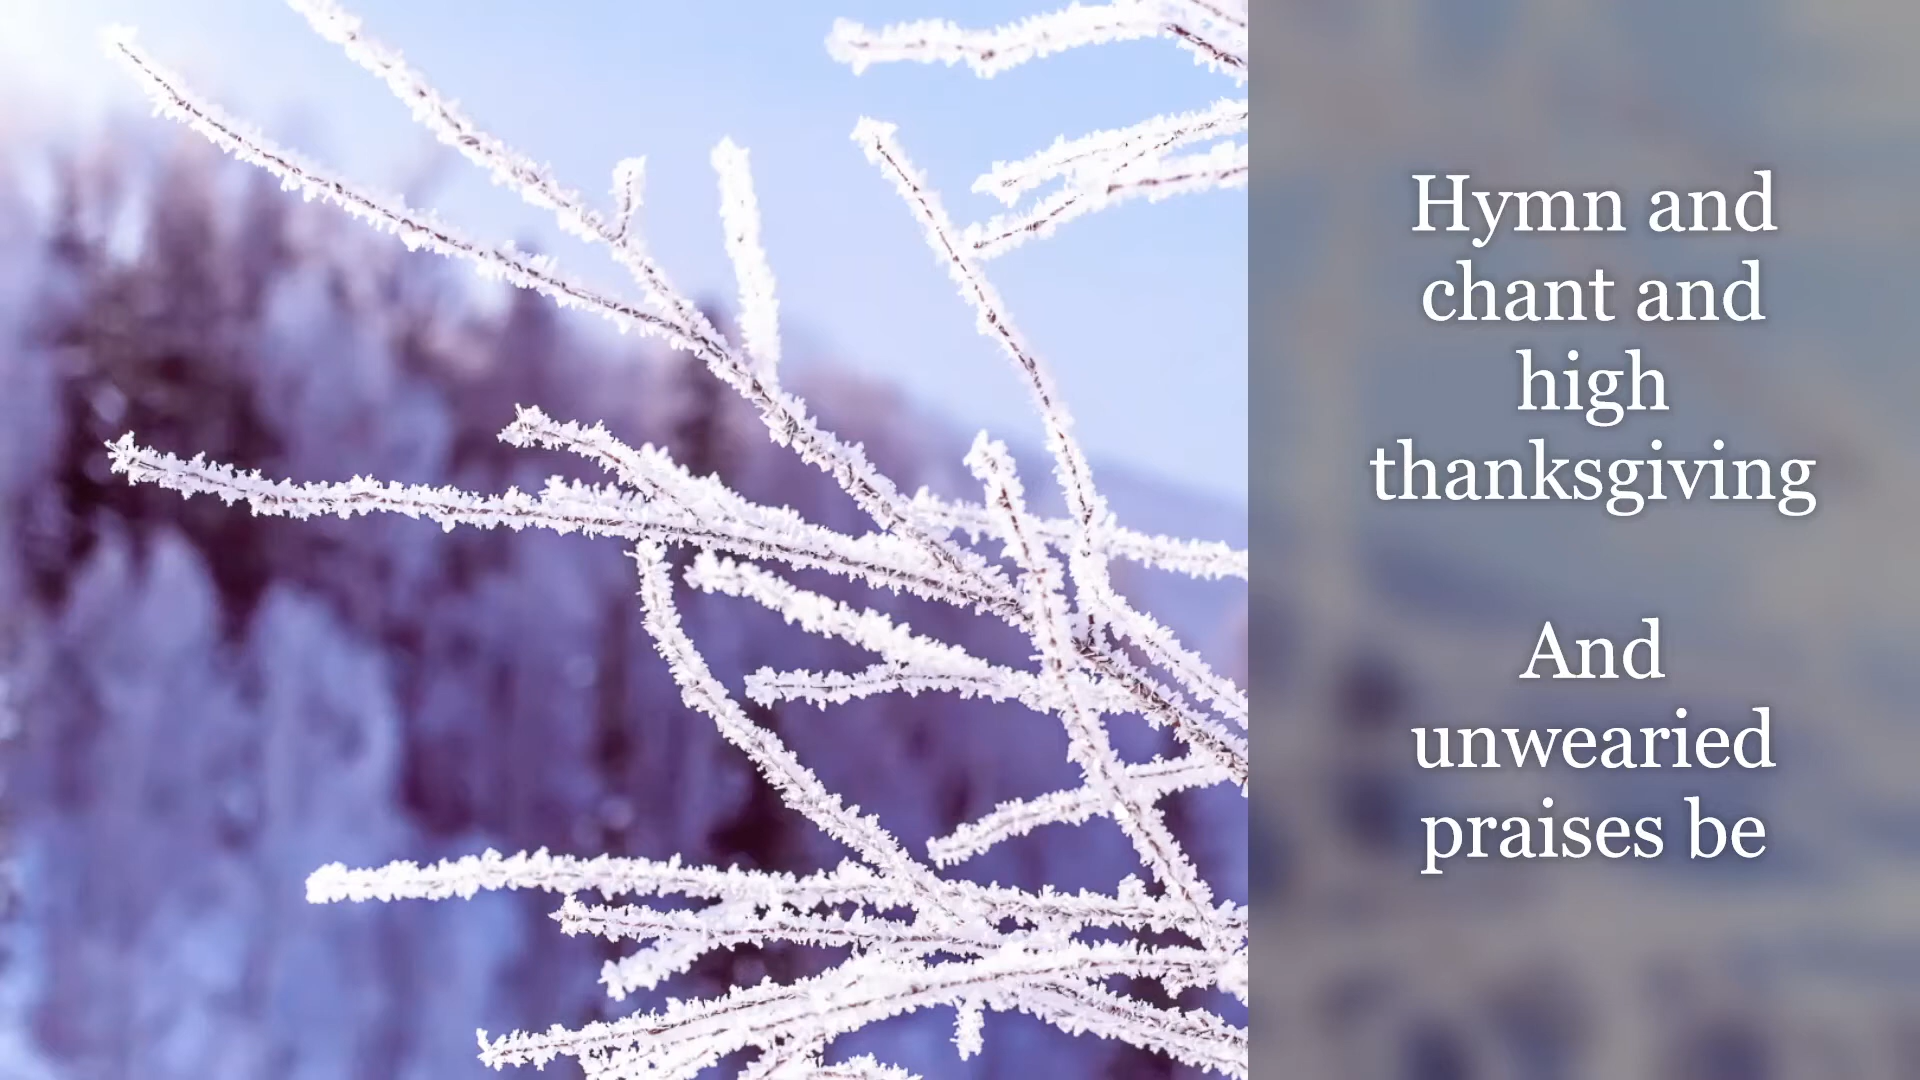 Hymn and
chant and
high
thanksgiving
And
unwearied
praises be